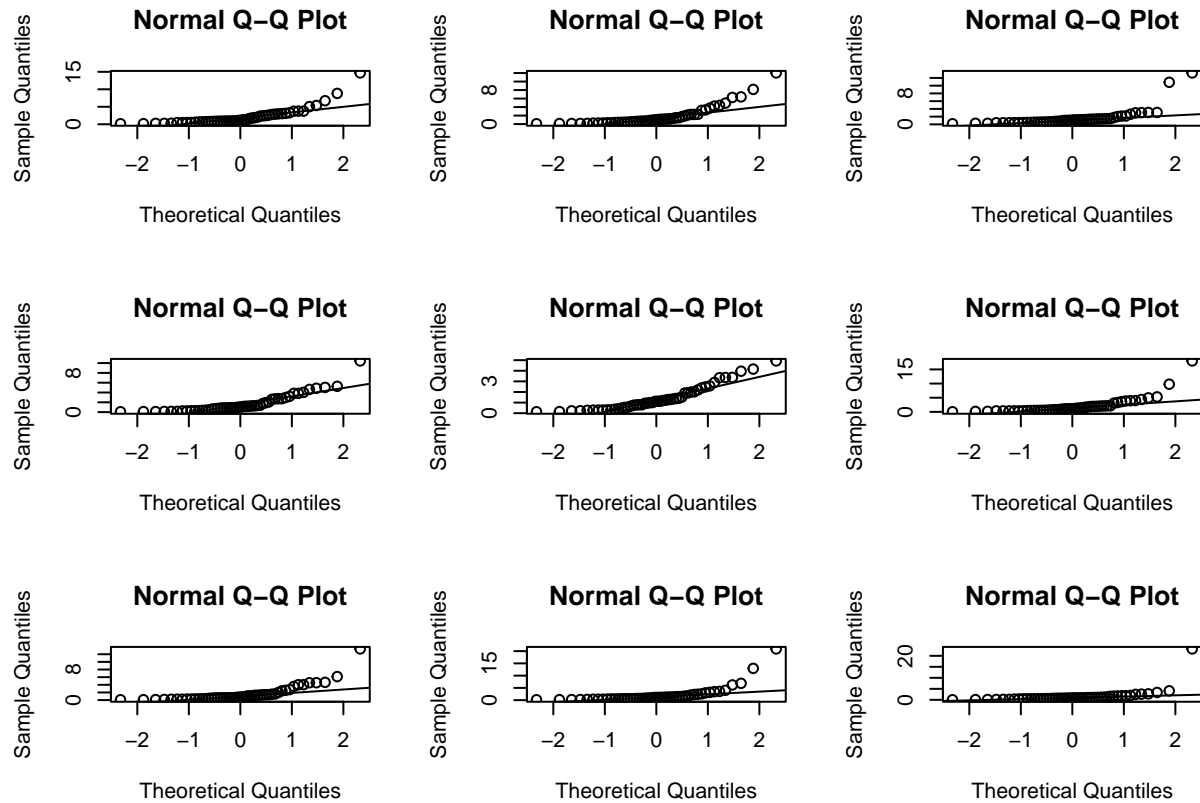 Normal Q−Q Plot
Sample Quantiles
0 15
−2 −1 0 1 2
Theoretical Quantiles
Normal Q−Q Plot
Sample Quantiles
0 8
−2 −1 0 1 2
Theoretical Quantiles
Normal Q−Q Plot
Sample Quantiles
0 8
−2 −1 0 1 2
Theoretical Quantiles
Normal Q−Q Plot
Sample Quantiles
0 8
−2 −1 0 1 2
Theoretical Quantiles
Normal Q−Q Plot
Sample Quantiles
0 3
−2 −1 0 1 2
Theoretical Quantiles
Normal Q−Q Plot
Sample Quantiles
0 15
−2 −1 0 1 2
Theoretical Quantiles
Normal Q−Q Plot
Sample Quantiles
0 8
−2 −1 0 1 2
Theoretical Quantiles
Normal Q−Q Plot
Sample Quantiles
0 15
−2 −1 0 1 2
Theoretical Quantiles
Normal Q−Q Plot
Sample Quantiles
0 20
−2 −1 0 1 2
Theoretical Quantiles